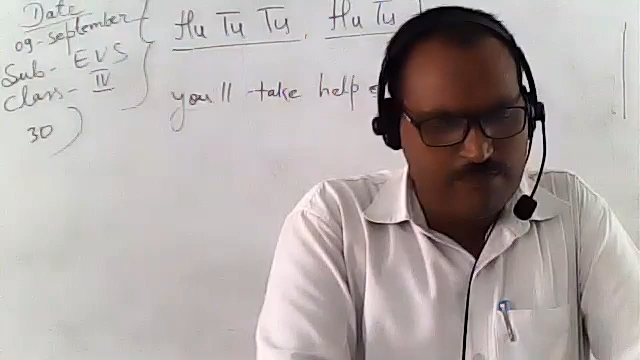 Date
09-September
Sub- EVS
Class- IV
30
Hu Tu Tu, Hu Tu
you'll take help